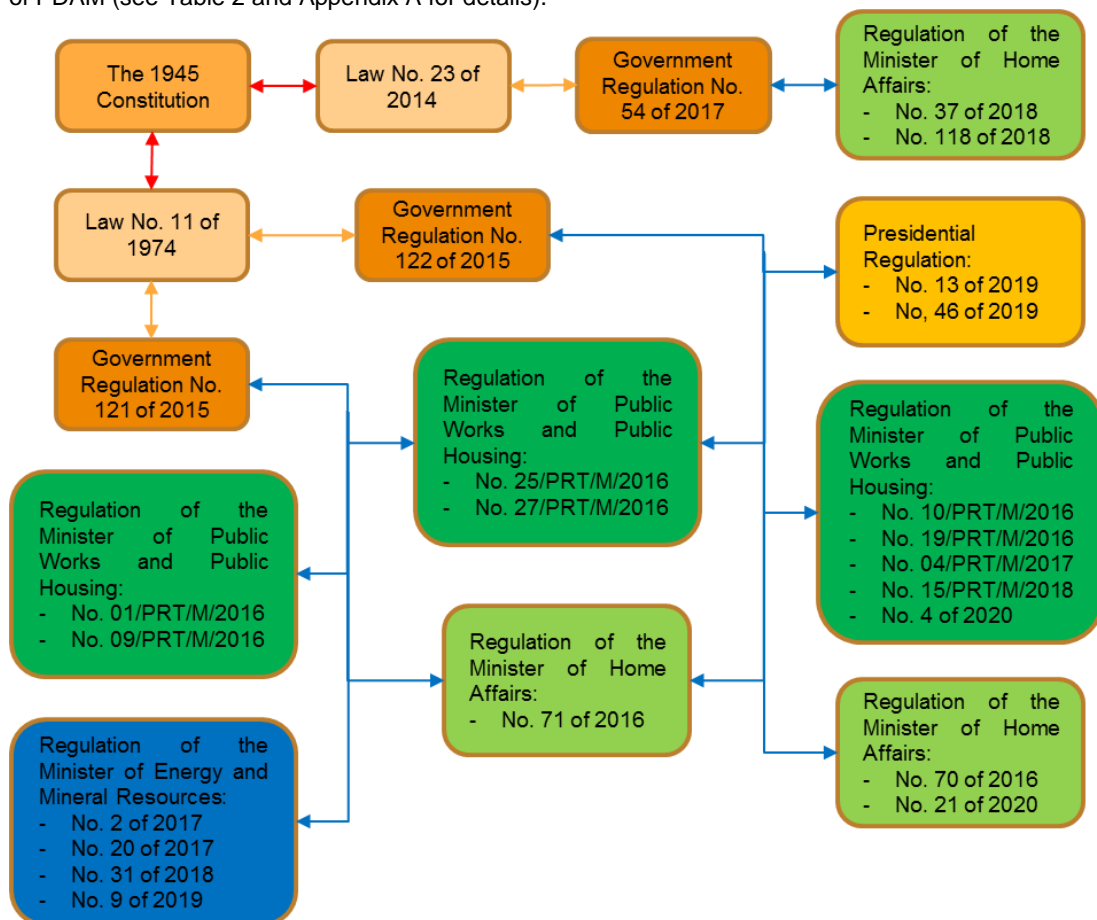 of PDAM (see Table 2 and Appendix A for details).
The 1945
Constitution
Law No. 23 of
2014
Government
Regulation No.
54 of 2017
Regulation of the
Minister of Home
Affairs:
- No. 37 of 2018
- No. 118 of 2018
Law No. 11 of
1974
Government
Regulation No.
122 of 2015
Presidential
Regulation:
- No. 13 of 2019
- No, 46 of 2019
Government
Regulation No.
121 of 2015
Regulation of the
Minister of Public
Works and Public
Housing:
- No. 25/PRT/M/2016
- No. 27/PRT/M/2016
Regulation of the
Minister of Public
Works and Public
Housing:
- No. 10/PRT/M/2016
- No. 19/PRT/M/2016
- No. 04/PRT/M/2017
- No. 15/PRT/M/2018
- No. 4 of 2020
Regulation of the
Minister of Public
Works and Public
Housing:
- No. 01/PRT/M/2016
- No. 09/PRT/M/2016
Regulation of the
Minister of Home
Affairs:
- No. 71 of 2016
Regulation of the
Minister of Home
Affairs:
- No. 70 of 2016
- No. 21 of 2020
Regulation of the
Minister of Energy and
Mineral Resources:
- No. 2 of 2017
- No. 20 of 2017
- No. 31 of 2018
- No. 9 of 2019